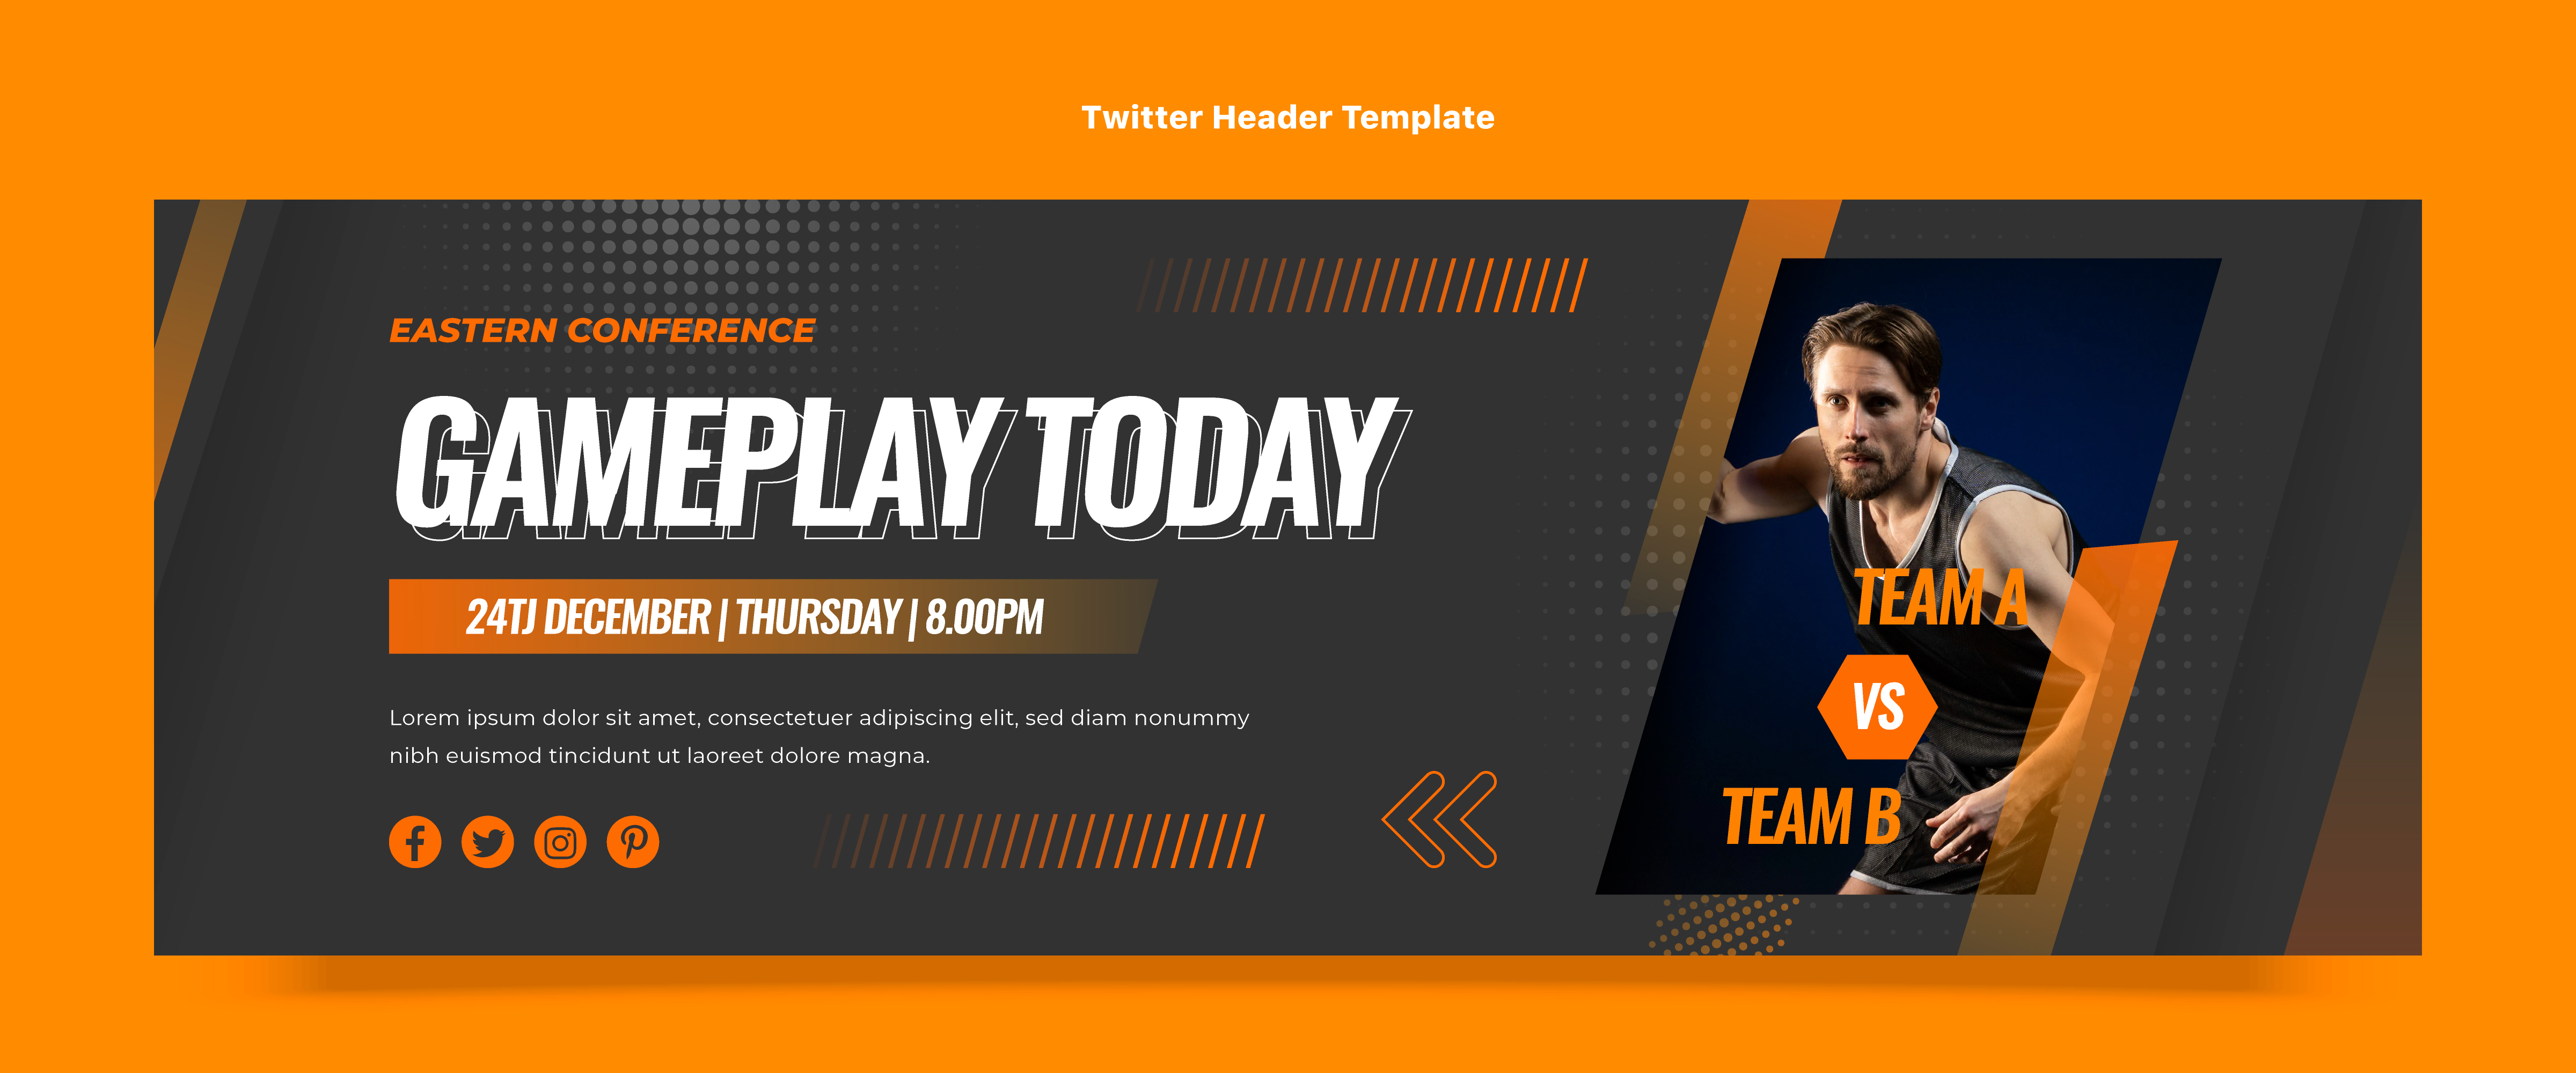 Twitter Header Template
EASTERN CONFERENCE
GAMEPLAY TODAY
24TJ DECEMBER | THURSDAY | 8.00PM
Lorem ipsum dolor sit amet, consectetuer adipiscing elit, sed diam nonummy
nibh euismod tincidunt ut laoreet dolore magna.
TEAM A
VS
TEAM B